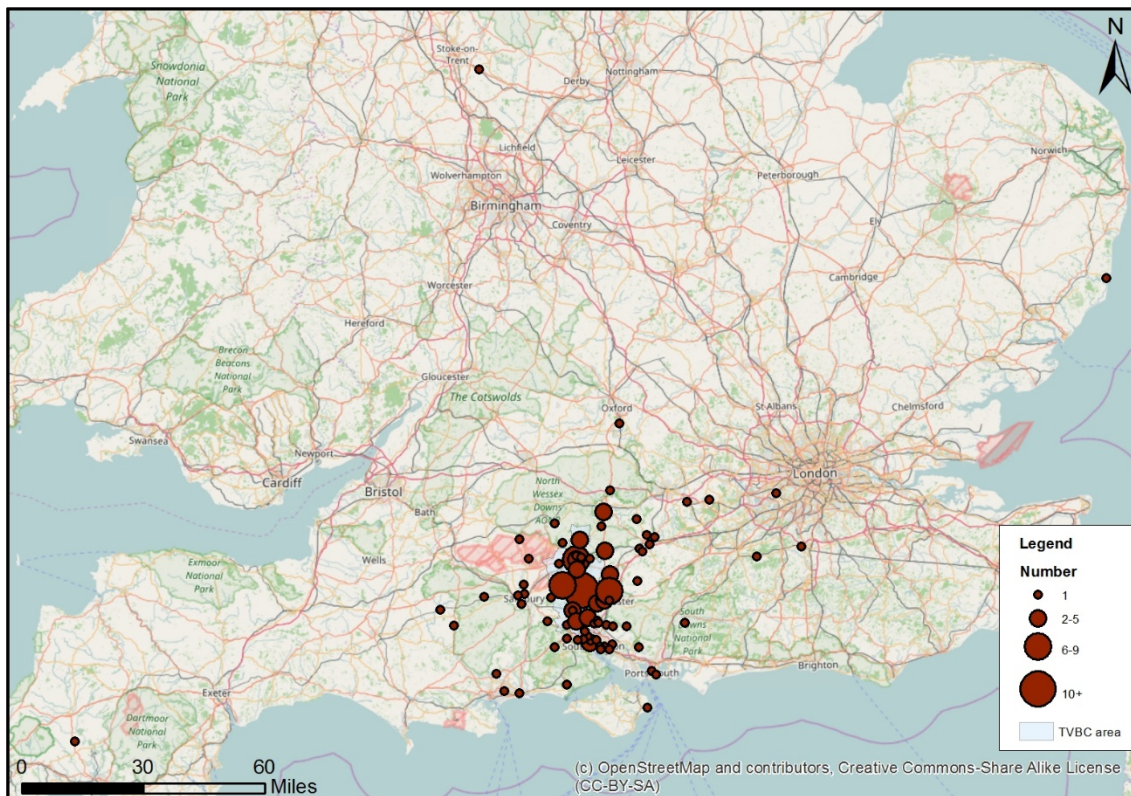 N
Stoke-on-
Trent
Derby
Nottingham
Snowdonia
National
Park
Lichfield
Leicester
Norwich
Wolverhampton
Peterborough
Birmingham
Ely
Coventry
Cambridge
Worcester
Hereford
Brecon
Beacons
National
Park
Gloucester
The Cotswolds
Oxford
St Albans
Chelmsford
Swansea
Newport
Cardiff
Bristol
London
North
Wessex
Downs
Bath
Wells
Exmoor
National
Park
South
Downs
National
Park
Portsmouth
Brighton
Exeter
Dartmoor
National
Park
Legend
Number
1
2-5
6-9
10+
TVBC area
0 30 60
Miles
(c) OpenStreetMap and contributors, Creative Commons-Share Alike License
(CC-BY-SA)